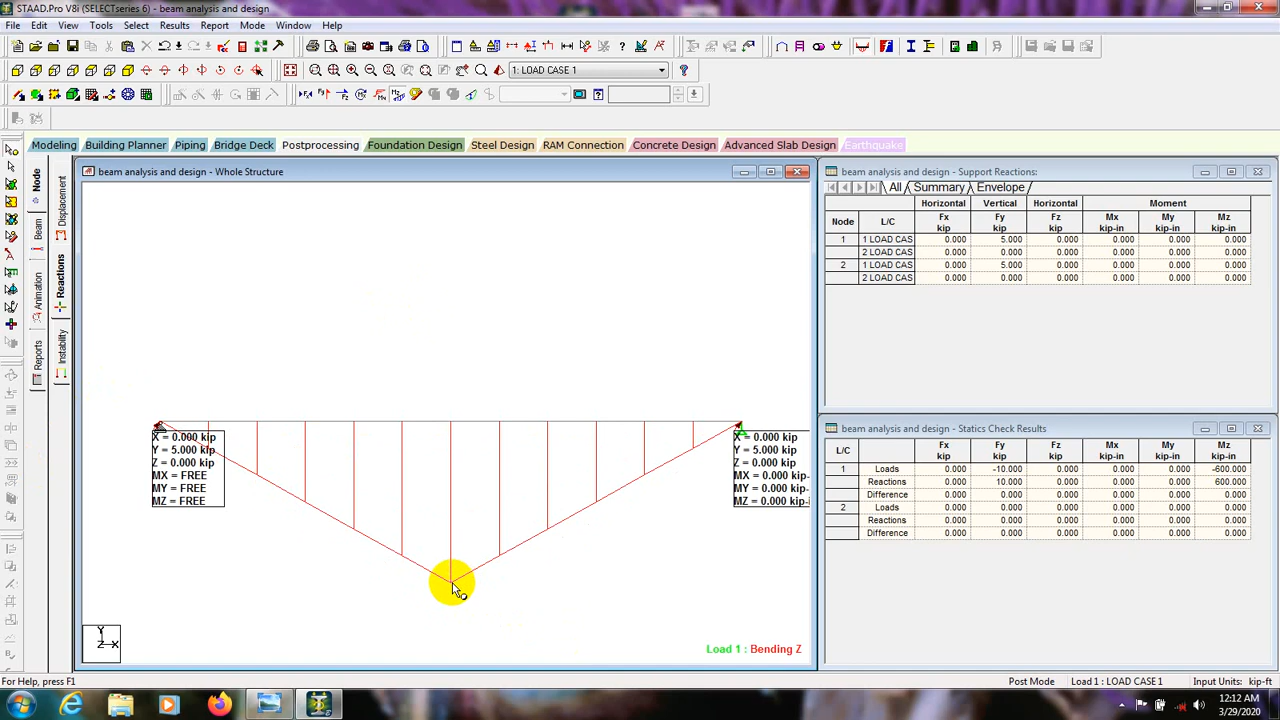 STAAD.Pro V8i (SELECTseries 6) - beam analysis and design
File Edit View Tools Select Results Report Mode Window Help
1: LOAD CASE 1
Modeling Building Planner Piping Bridge Deck Postprocessing Foundation Design Steel Design RAM Connection Concrete Design Advanced Slab Design Earthquake
Node
Beam
Animation
Reports
Displacement
Reactions
Instability
beam analysis and design - Whole Structure
X = 0.000 kip
Y = 5.000 kip
Z = 0.000 kip
MX = FREE
MY = FREE
MZ = FREE
X = 0.000 kip
Y = 5.000 kip
Z = 0.000 kip
MX = 0.000 kip-
MY = 0.000 kip-
MZ = 0.000 kip-i
Y
Z X
Load 1 : Bending Z
beam analysis and design - Support Reactions:
All Summary Envelope
Horizontal Vertical Horizontal Moment
Node L/C Fx kip Fy kip Fz kip Mx kip-in My kip-in Mz kip-in
1 1 LOAD CAS 0.000 5.000 0.000 0.000 0.000 0.000
2 LOAD CAS 0.000 0.000 0.000 0.000 0.000 0.000
2 1 LOAD CAS 0.000 5.000 0.000 0.000 0.000 0.000
2 LOAD CAS 0.000 0.000 0.000 0.000 0.000 0.000
beam analysis and design - Statics Check Results
L/C Fx kip Fy kip Fz kip Mx kip-in My kip-in Mz kip-in
1 Loads 0.000 -10.000 0.000 0.000 0.000 -600.000
Reactions 0.000 10.000 0.000 0.000 0.000 600.000
Difference 0.000 0.000 0.000 0.000 0.000 0.000
2 Loads 0.000 0.000 0.000 0.000 0.000 0.000
Reactions 0.000 0.000 0.000 0.000 0.000 0.000
Difference 0.000 0.000 0.000 0.000 0.000 0.000
For Help, press F1
Post Mode Load 1 : LOAD CASE 1 Input Units: kip-ft
12:12 AM
3/29/2020